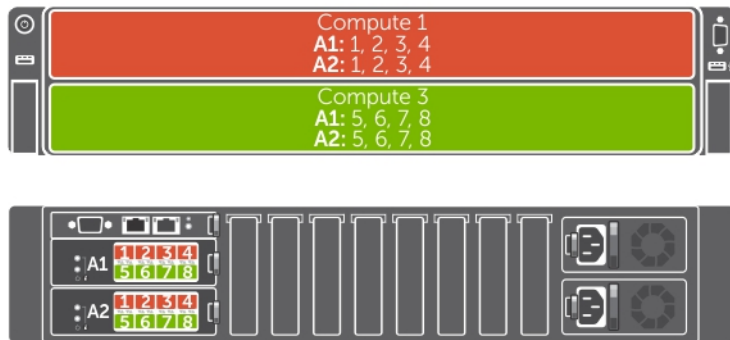 Compute 1
A1: 1, 2, 3, 4
A2: 1, 2, 3, 4
Compute 3
A1: 5, 6, 7, 8
A2: 5, 6, 7, 8
A1 1 2 3 4
5 6 7 8
A2 1 2 3 4
5 6 7 8